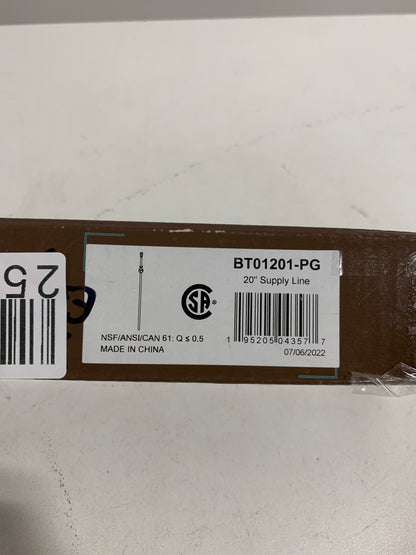 BT01201-PG
20" Supply Line
CSA
NSF/ANSI/CAN 61: Q ≤ 0.5
MADE IN CHINA
1 95205 04357 7
07/06/2022
25